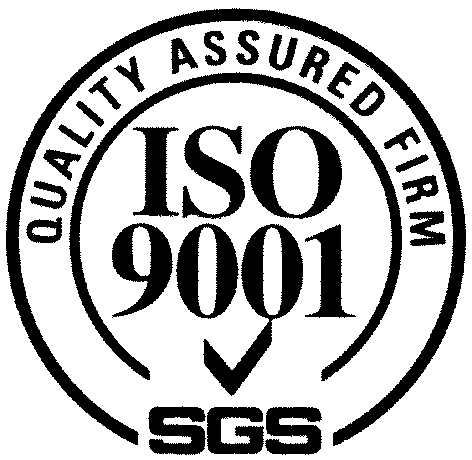 QUALITY ASSURED FIRM
ISO
9001
SGS